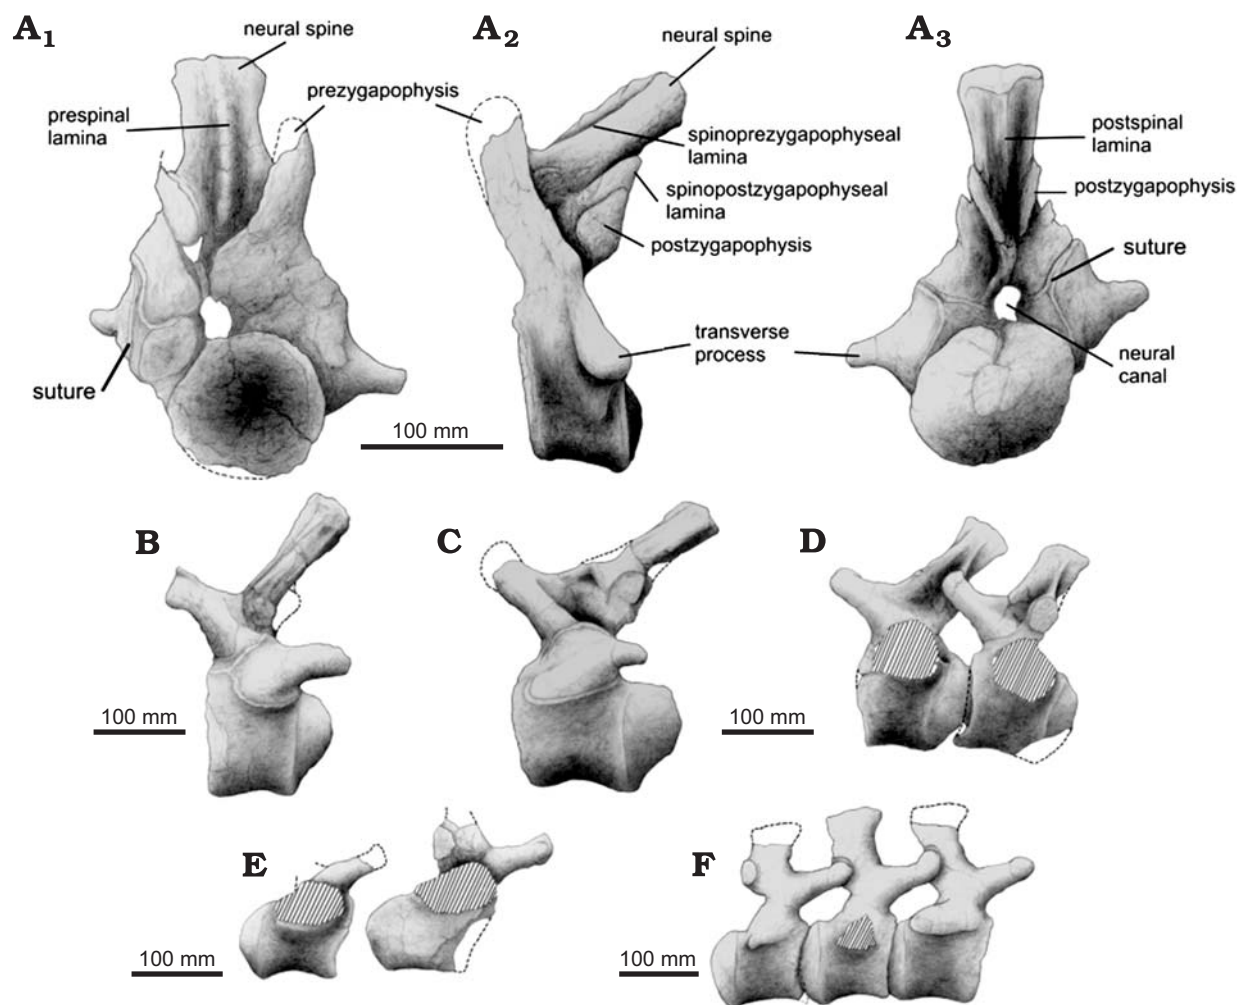 A1
A2
A3
neural spine
neural spine
prezygapophysis
prespinal
lamina
spinoprezygapophyseal
lamina
postspinal
lamina
spinopostzygapophyseal
lamina
postzygapophysis
postzygapophysis
suture
transverse
process
neural
canal
suture
100 mm
B
C
D
100 mm
100 mm
E
F
100 mm
100 mm